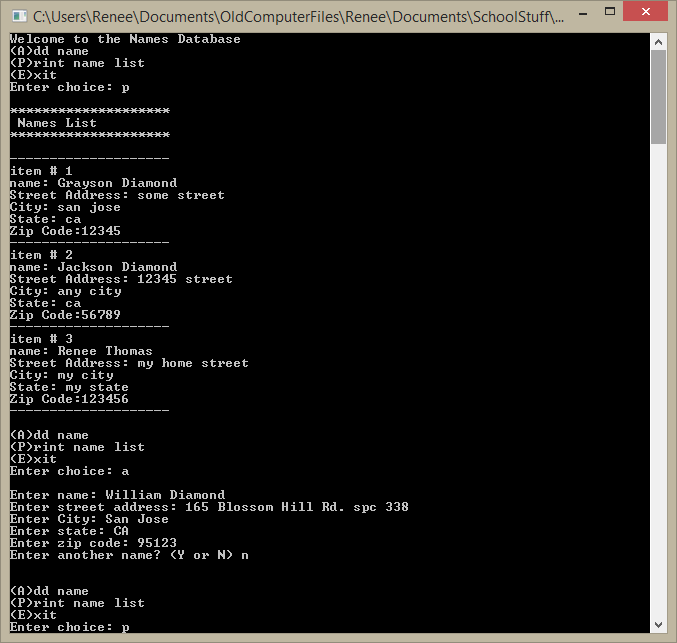 C:\Users\Renee\Documents\OldComputerFiles\Renee\Documents\SchoolStuff\...
Welcome to the Names Database
(A)dd name
(P)rint name list
(E)xit
Enter choice: p
********************
Names List
********************
--------------------
item # 1
name: Grayson Diamond
Street Address: some street
City: san jose
State: ca
Zip Code:12345
--------------------
item # 2
name: Jackson Diamond
Street Address: 12345 street
City: any city
State: ca
Zip Code:56789
--------------------
item # 3
name: Renee Thomas
Street Address: my home street
City: my city
State: my state
Zip Code:123456
--------------------
(A)dd name
(P)rint name list
(E)xit
Enter choice: a
Enter name: William Diamond
Enter street address: 165 Blossom Hill Rd. spc 338
Enter City: San Jose
Enter state: CA
Enter zip code: 95123
Enter another name? (Y or N) n
(A)dd name
(P)rint name list
(E)xit
Enter choice: p